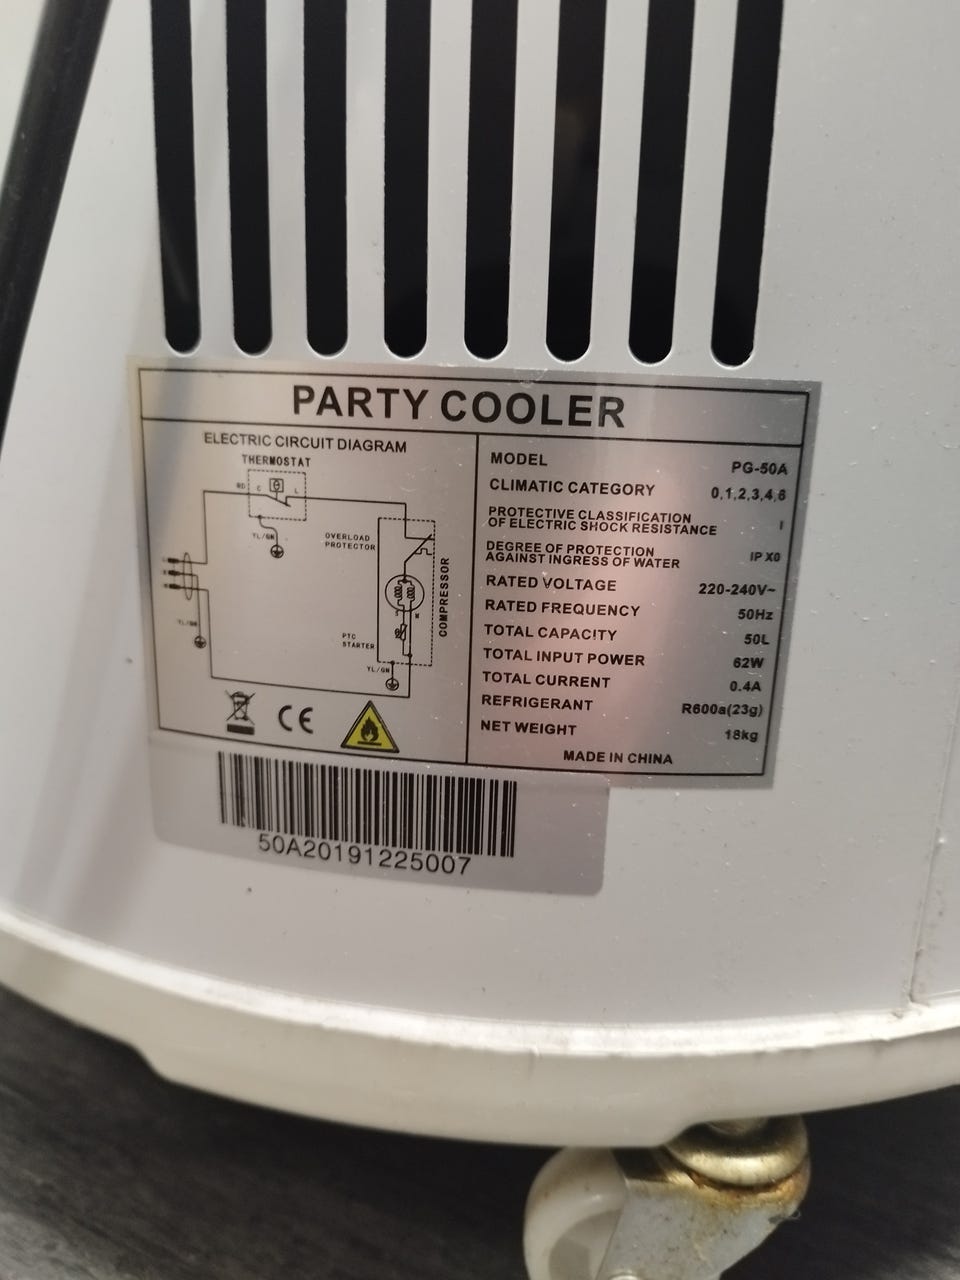 PARTY COOLER
ELECTRIC CIRCUIT DIAGRAM
THERMOSTAT
RD C L
YL/GN
OVERLOAD
PROTECTOR
COMPRESSOR
YL/GN
PTC
STARTER
YL/GN
CE
MODEL PG-50A
CLIMATIC CATEGORY 0,1,2,3,4,6
PROTECTIVE CLASSIFICATION
OF ELECTRIC SHOCK RESISTANCE I
DEGREE OF PROTECTION
AGAINST INGRESS OF WATER IP X0
RATED VOLTAGE 220-240V~
RATED FREQUENCY 50Hz
TOTAL CAPACITY 50L
TOTAL INPUT POWER 62W
TOTAL CURRENT 0.4A
REFRIGERANT R600a(23g)
NET WEIGHT 18kg
MADE IN CHINA
50A20191225007